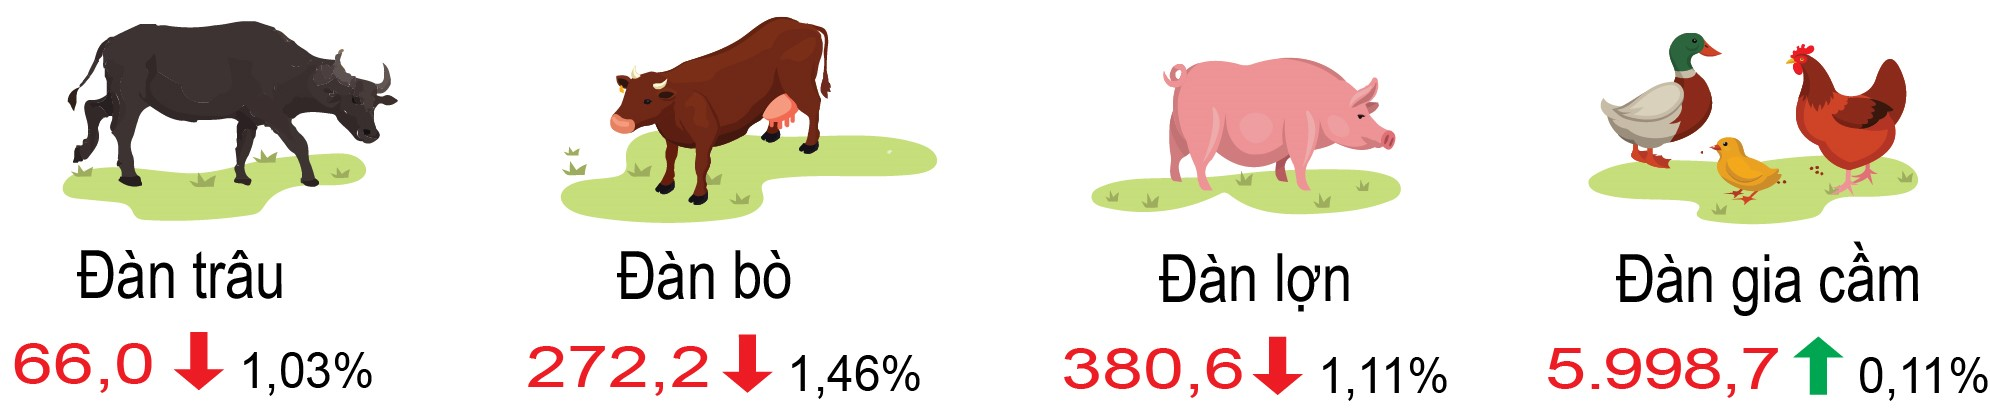 Đàn trâu
66,0 1,03%
Đàn bò
272,2 1,46%
Đàn lợn
380,6 1,11%
Đàn gia cầm
5.998,7 0,11%